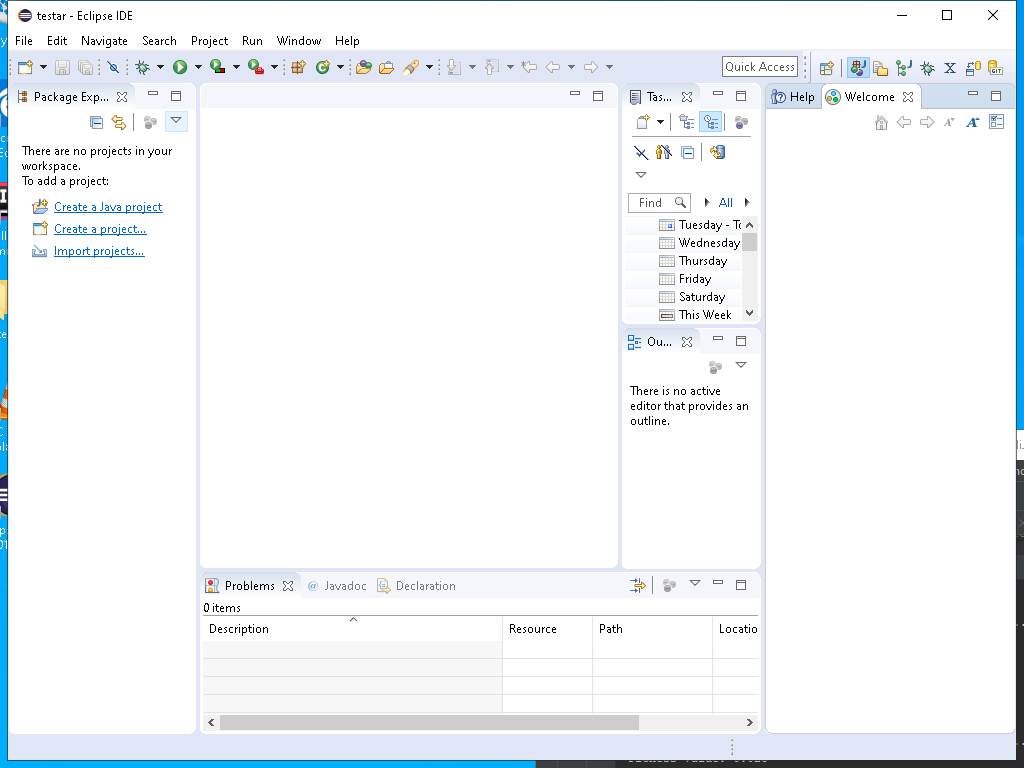 testar - Eclipse IDE
File Edit Navigate Search Project Run Window Help
Quick Access
Package Exp...
There are no projects in your
workspace.
To add a project:
Create a Java project
Create a project...
Import projects...
Tas...
Find
All
Tuesday - To
Wednesday
Thursday
Friday
Saturday
This Week
Ou...
There is no active
editor that provides an
outline.
Help Welcome
Problems @ Javadoc Declaration
0 items
Description Resource Path Locatio